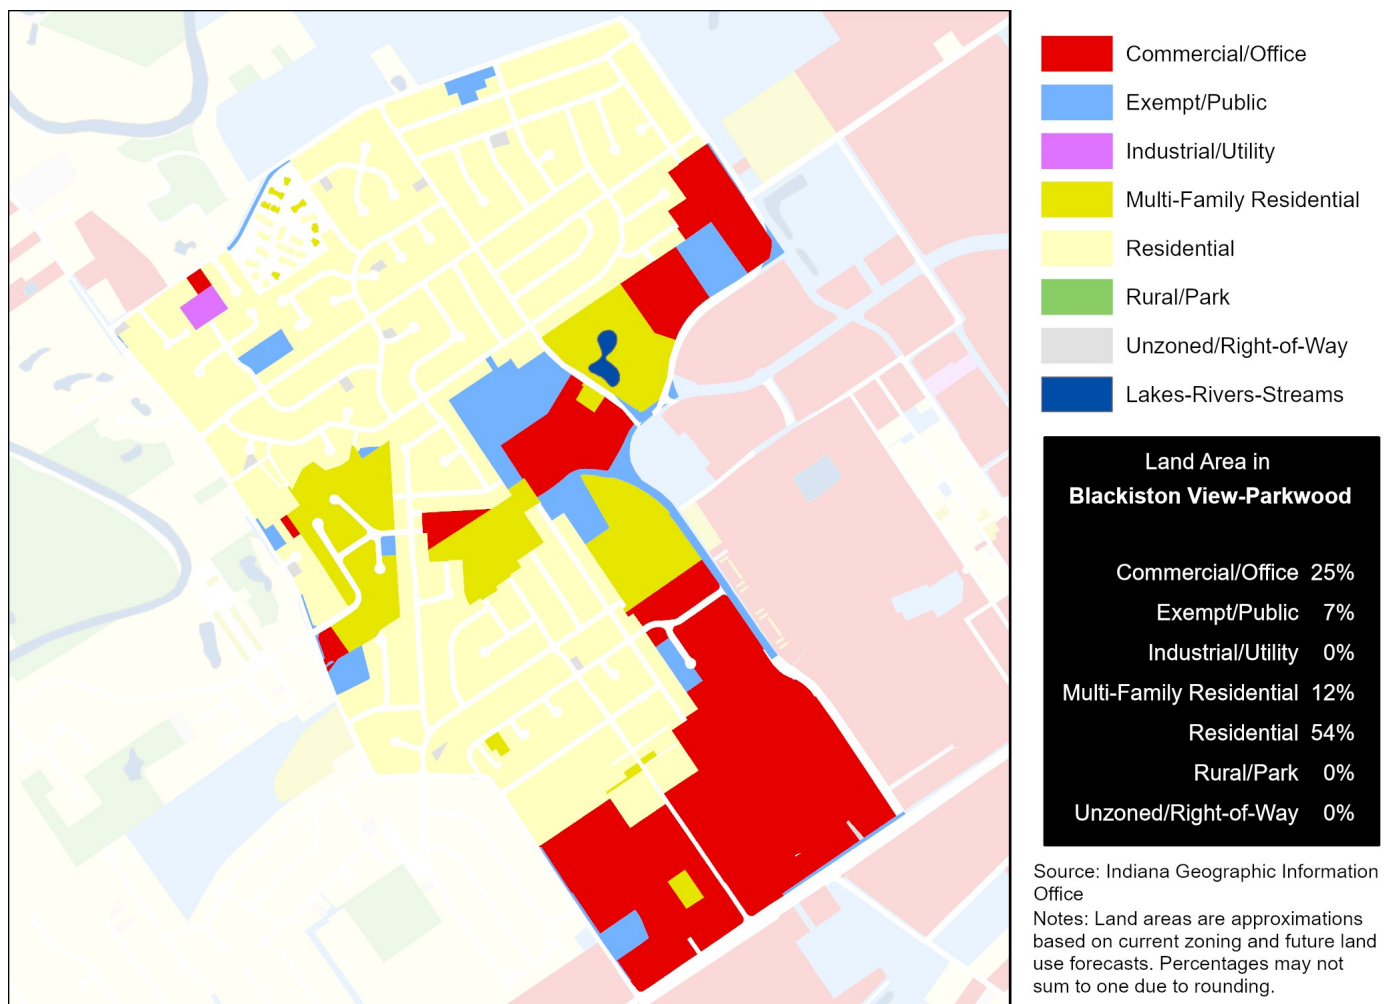 Commercial/Office
Exempt/Public
Industrial/Utility
Multi-Family Residential
Residential
Rural/Park
Unzoned/Right-of-Way
Lakes-Rivers-Streams
Land Area in
Blackiston View-Parkwood
Commercial/Office 25%
Exempt/Public 7%
Industrial/Utility 0%
Multi-Family Residential 12%
Residential 54%
Rural/Park 0%
Unzoned/Right-of-Way 0%
Source: Indiana Geographic Information
Office
Notes: Land areas are approximations
based on current zoning and future land
use forecasts. Percentages may not
sum to one due to rounding.